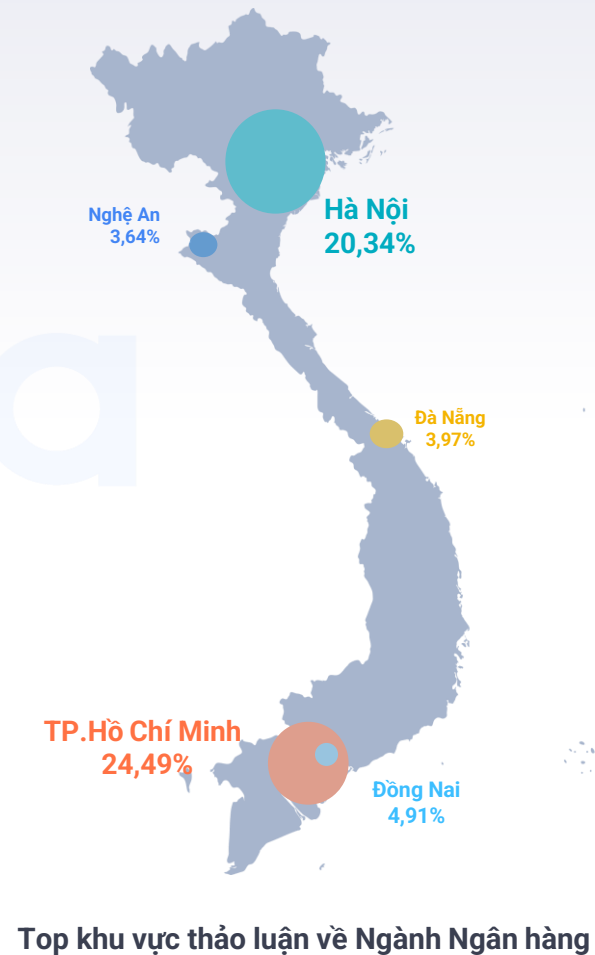 Nghệ An
3,64%
Hà Nội
20,34%
Đà Nẵng
3,97%
TP.Hồ Chí Minh
24,49%
Đồng Nai
4,91%
Top khu vực thảo luận về Ngành Ngân hàng